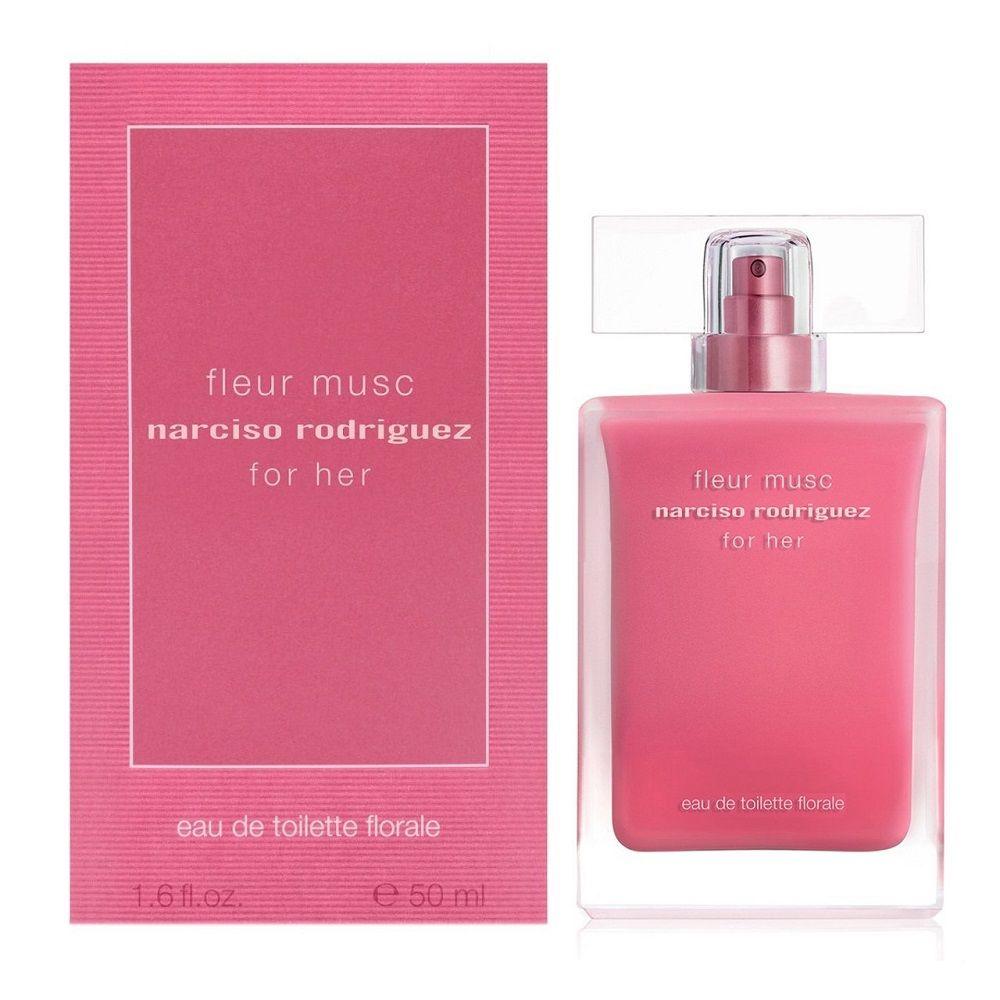 fleur musc
narciso rodriguez
for her
eau de toilette florale
1.6 fl.oz. ℮ 50 ml
fleur musc
narciso rodriguez
for her
eau de toilette florale